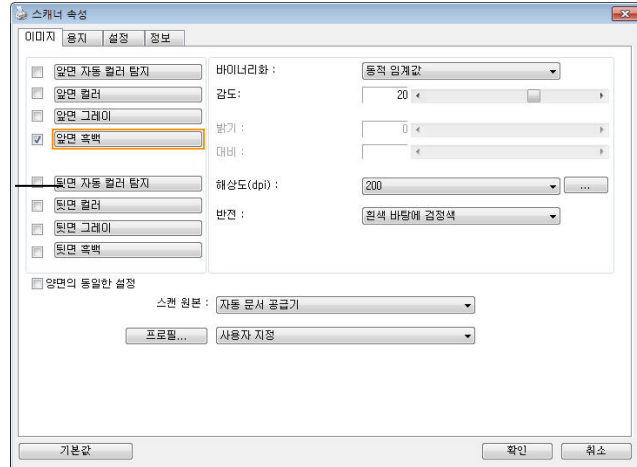 스캐너 속성
이미지 용지 설정 정보
앞면 자동 컬러 탐지
앞면 컬러
앞면 그레이
앞면 흑백
뒷면 자동 컬러 탐지
뒷면 컬러
뒷면 그레이
뒷면 흑백
바이너리화 : 동적 임계값
감도: 20
밝기 : 0
대비 :
해상도(dpi) : 200 ...
반전 : 흰색 바탕에 검정색
양면의 동일한 설정
스캔 원본 : 자동 문서 공급기
프로필... 사용자 지정
기본값 확인 취소